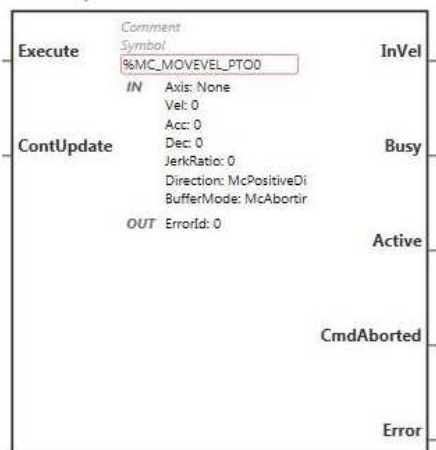 Comment
Symbol
Execute
InVel
%MC_MOVEVEL_PTO0
IN Axis: None
Vel: 0
Acc: 0
ContUpdate
Dec: 0
Busy
JerkRatio: 0
Direction: McPositiveDi
BufferMode: McAbortir
OUT ErrorId: 0
Active
CmdAborted
Error